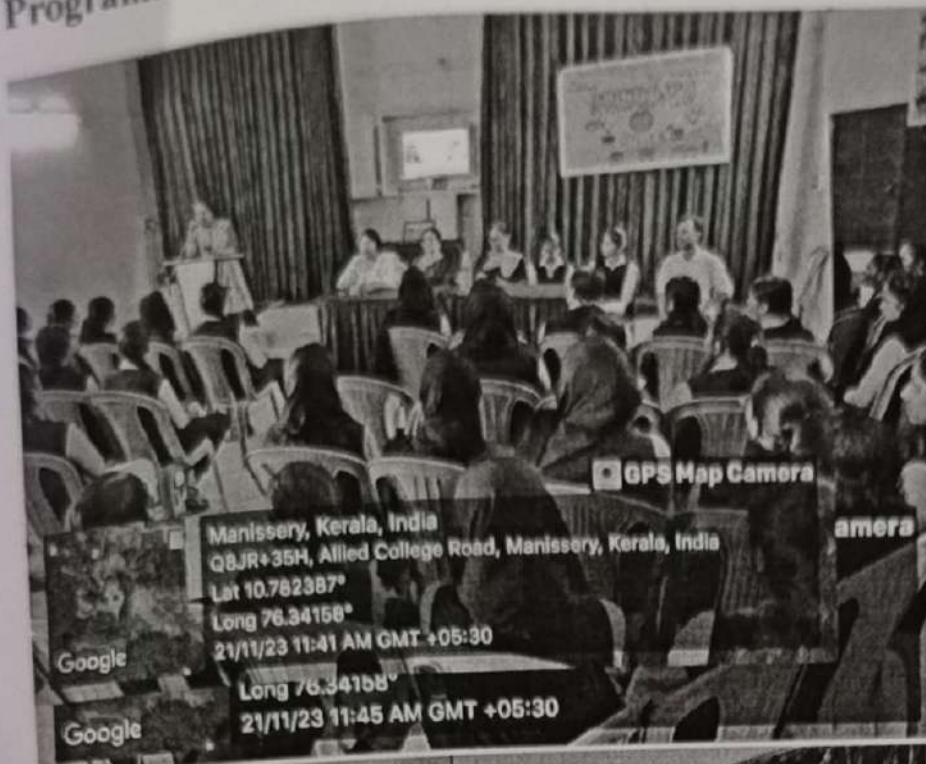 GPS Map Camera
Manissery, Kerala, India
Q8JR+35H, Allied College Road, Manissery, Kerala, India
Lat 10.782387°
Long 76.34158°
21/11/23 11:41 AM GMT +05:30
Google
amera
Long 76.34158°
21/11/23 11:45 AM GMT +05:30
Google